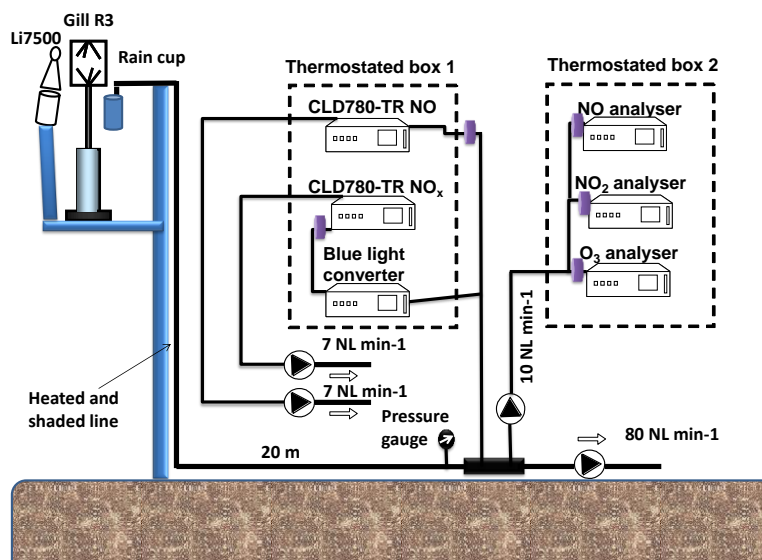 Gill R3
Li7500
Rain cup
Thermostated box 1
Thermostated box 2
CLD780-TR NO
NO analyser
CLD780-TR NOₓ
NO₂ analyser
Blue light
converter
O₃ analyser
7 NL min-1
7 NL min-1
10 NL min-1
Heated and
shaded line
Pressure
gauge
20 m
80 NL min-1